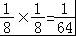 1/8 × 1/8 = 1/64